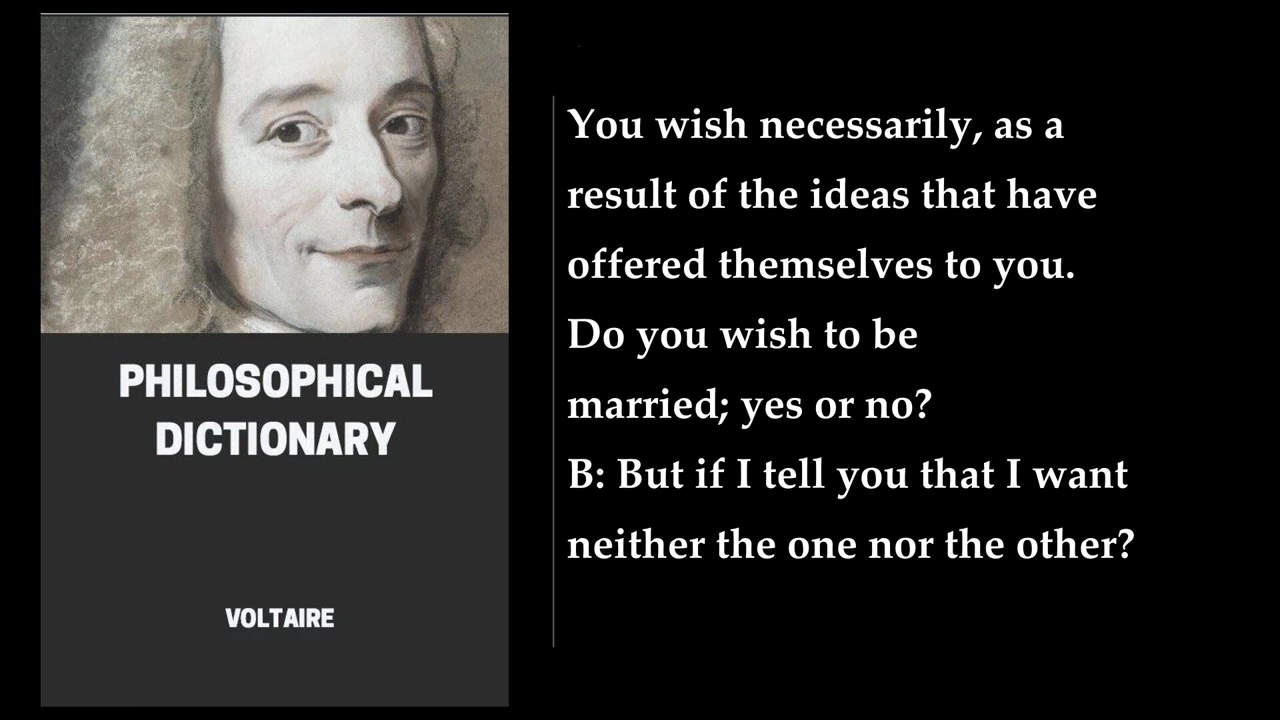 PHILOSOPHICAL
DICTIONARY
VOLTAIRE
You wish necessarily, as a
result of the ideas that have
offered themselves to you.
Do you wish to be
married; yes or no?
B: But if I tell you that I want
neither the one nor the other?